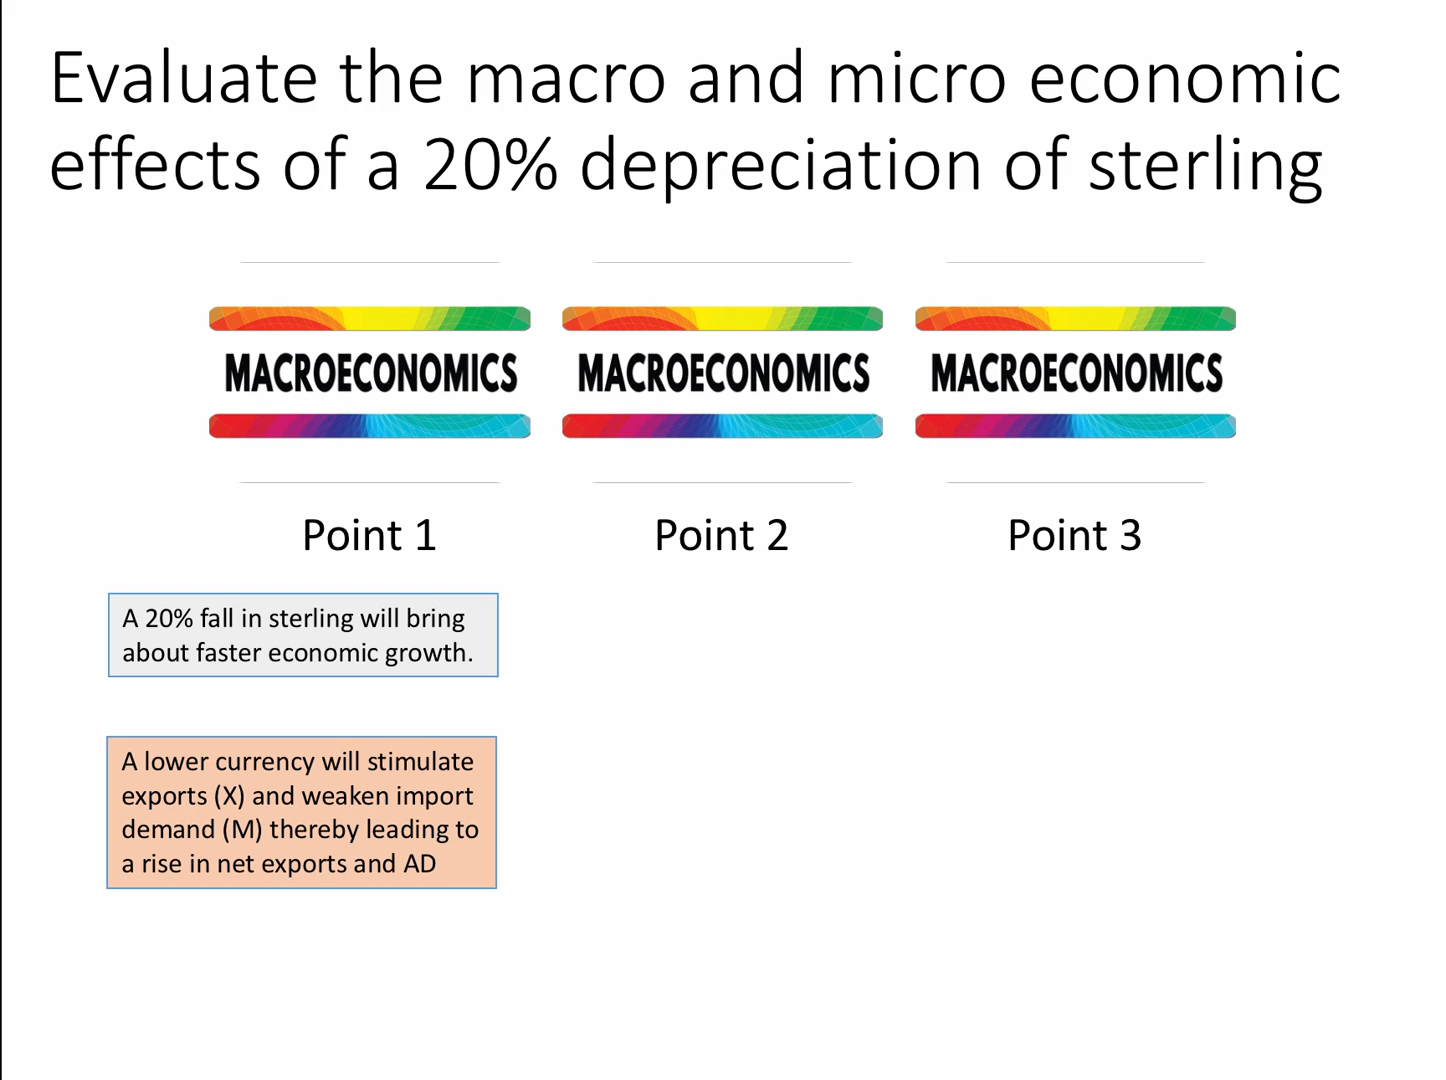 Evaluate the macro and micro economic
effects of a 20% depreciation of sterling
MACROECONOMICS
MACROECONOMICS
MACROECONOMICS
Point 1
Point 2
Point 3
A 20% fall in sterling will bring
about faster economic growth.
A lower currency will stimulate
exports (X) and weaken import
demand (M) thereby leading to
a rise in net exports and AD